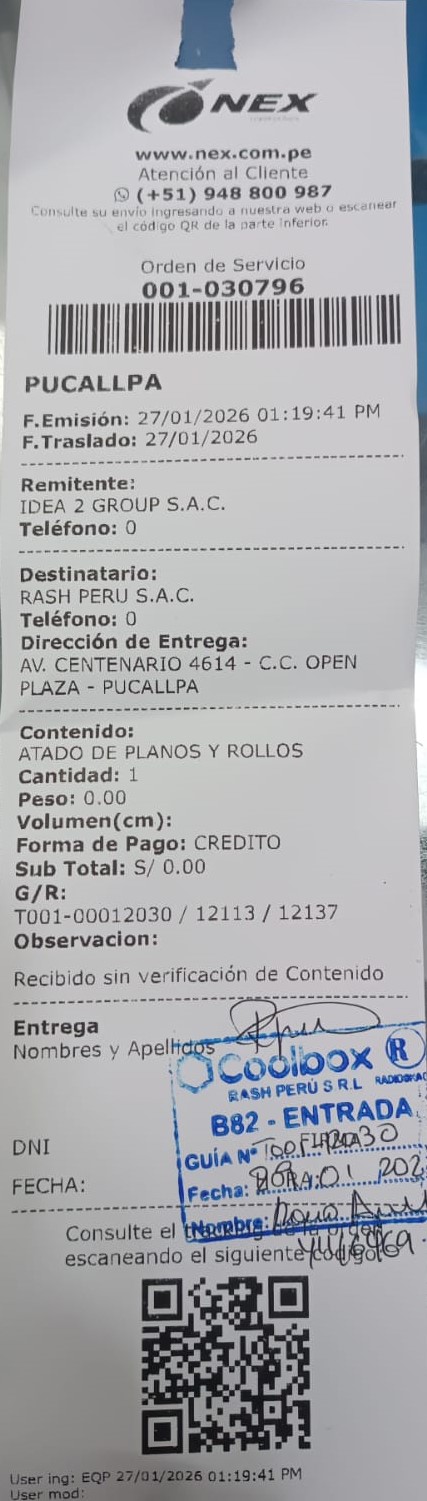 NEX
www.nex.com.pe
Atención al Cliente
(+51) 948 800 987
Consulte su envío ingresando a nuestra web o escanear
el código QR de la parte inferior.
Orden de Servicio
001-030796
PUCALLPA
F.Emisión: 27/01/2026 01:19:41 PM
F.Traslado: 27/01/2026
Remitente:
IDEA 2 GROUP S.A.C.
Teléfono: 0
Destinatario:
RASH PERU S.A.C.
Teléfono: 0
Dirección de Entrega:
AV. CENTENARIO 4614 - C.C. OPEN
PLAZA - PUCALLPA
Contenido:
ATADO DE PLANOS Y ROLLOS
Cantidad: 1
Peso: 0.00
Volumen(cm):
Forma de Pago: CREDITO
Sub Total: S/ 0.00
G/R:
T001-00012030 / 12113 / 12137
Observacion:
Recibido sin verificación de Contenido
Entrega
Nombres y Apellidos
Coolbox R
RASH PERÚ S R L
B82 - ENTRADA
DNI
GUÍA Nº
FECHA:
Fecha:
Nombre:
Consulte el
escaneando el siguiente
User ing: EQP 27/01/2026 01:19:41 PM
User mod: